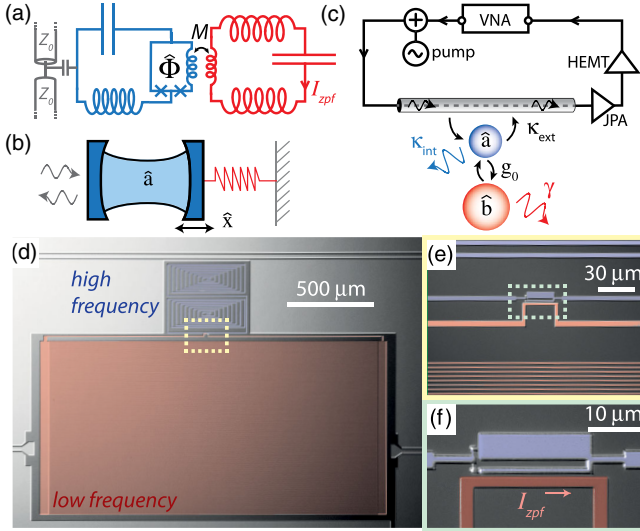 (a)
Z0
Z0
Φ̂
M
Izpf
(b)
â
x̂
(c)
VNA
pump
HEMT
JPA
κint
â
κext
g0
b̂
γ
(d)
high
frequency
500 μm
low frequency
(e)
30 μm
(f)
10 μm
Izpf